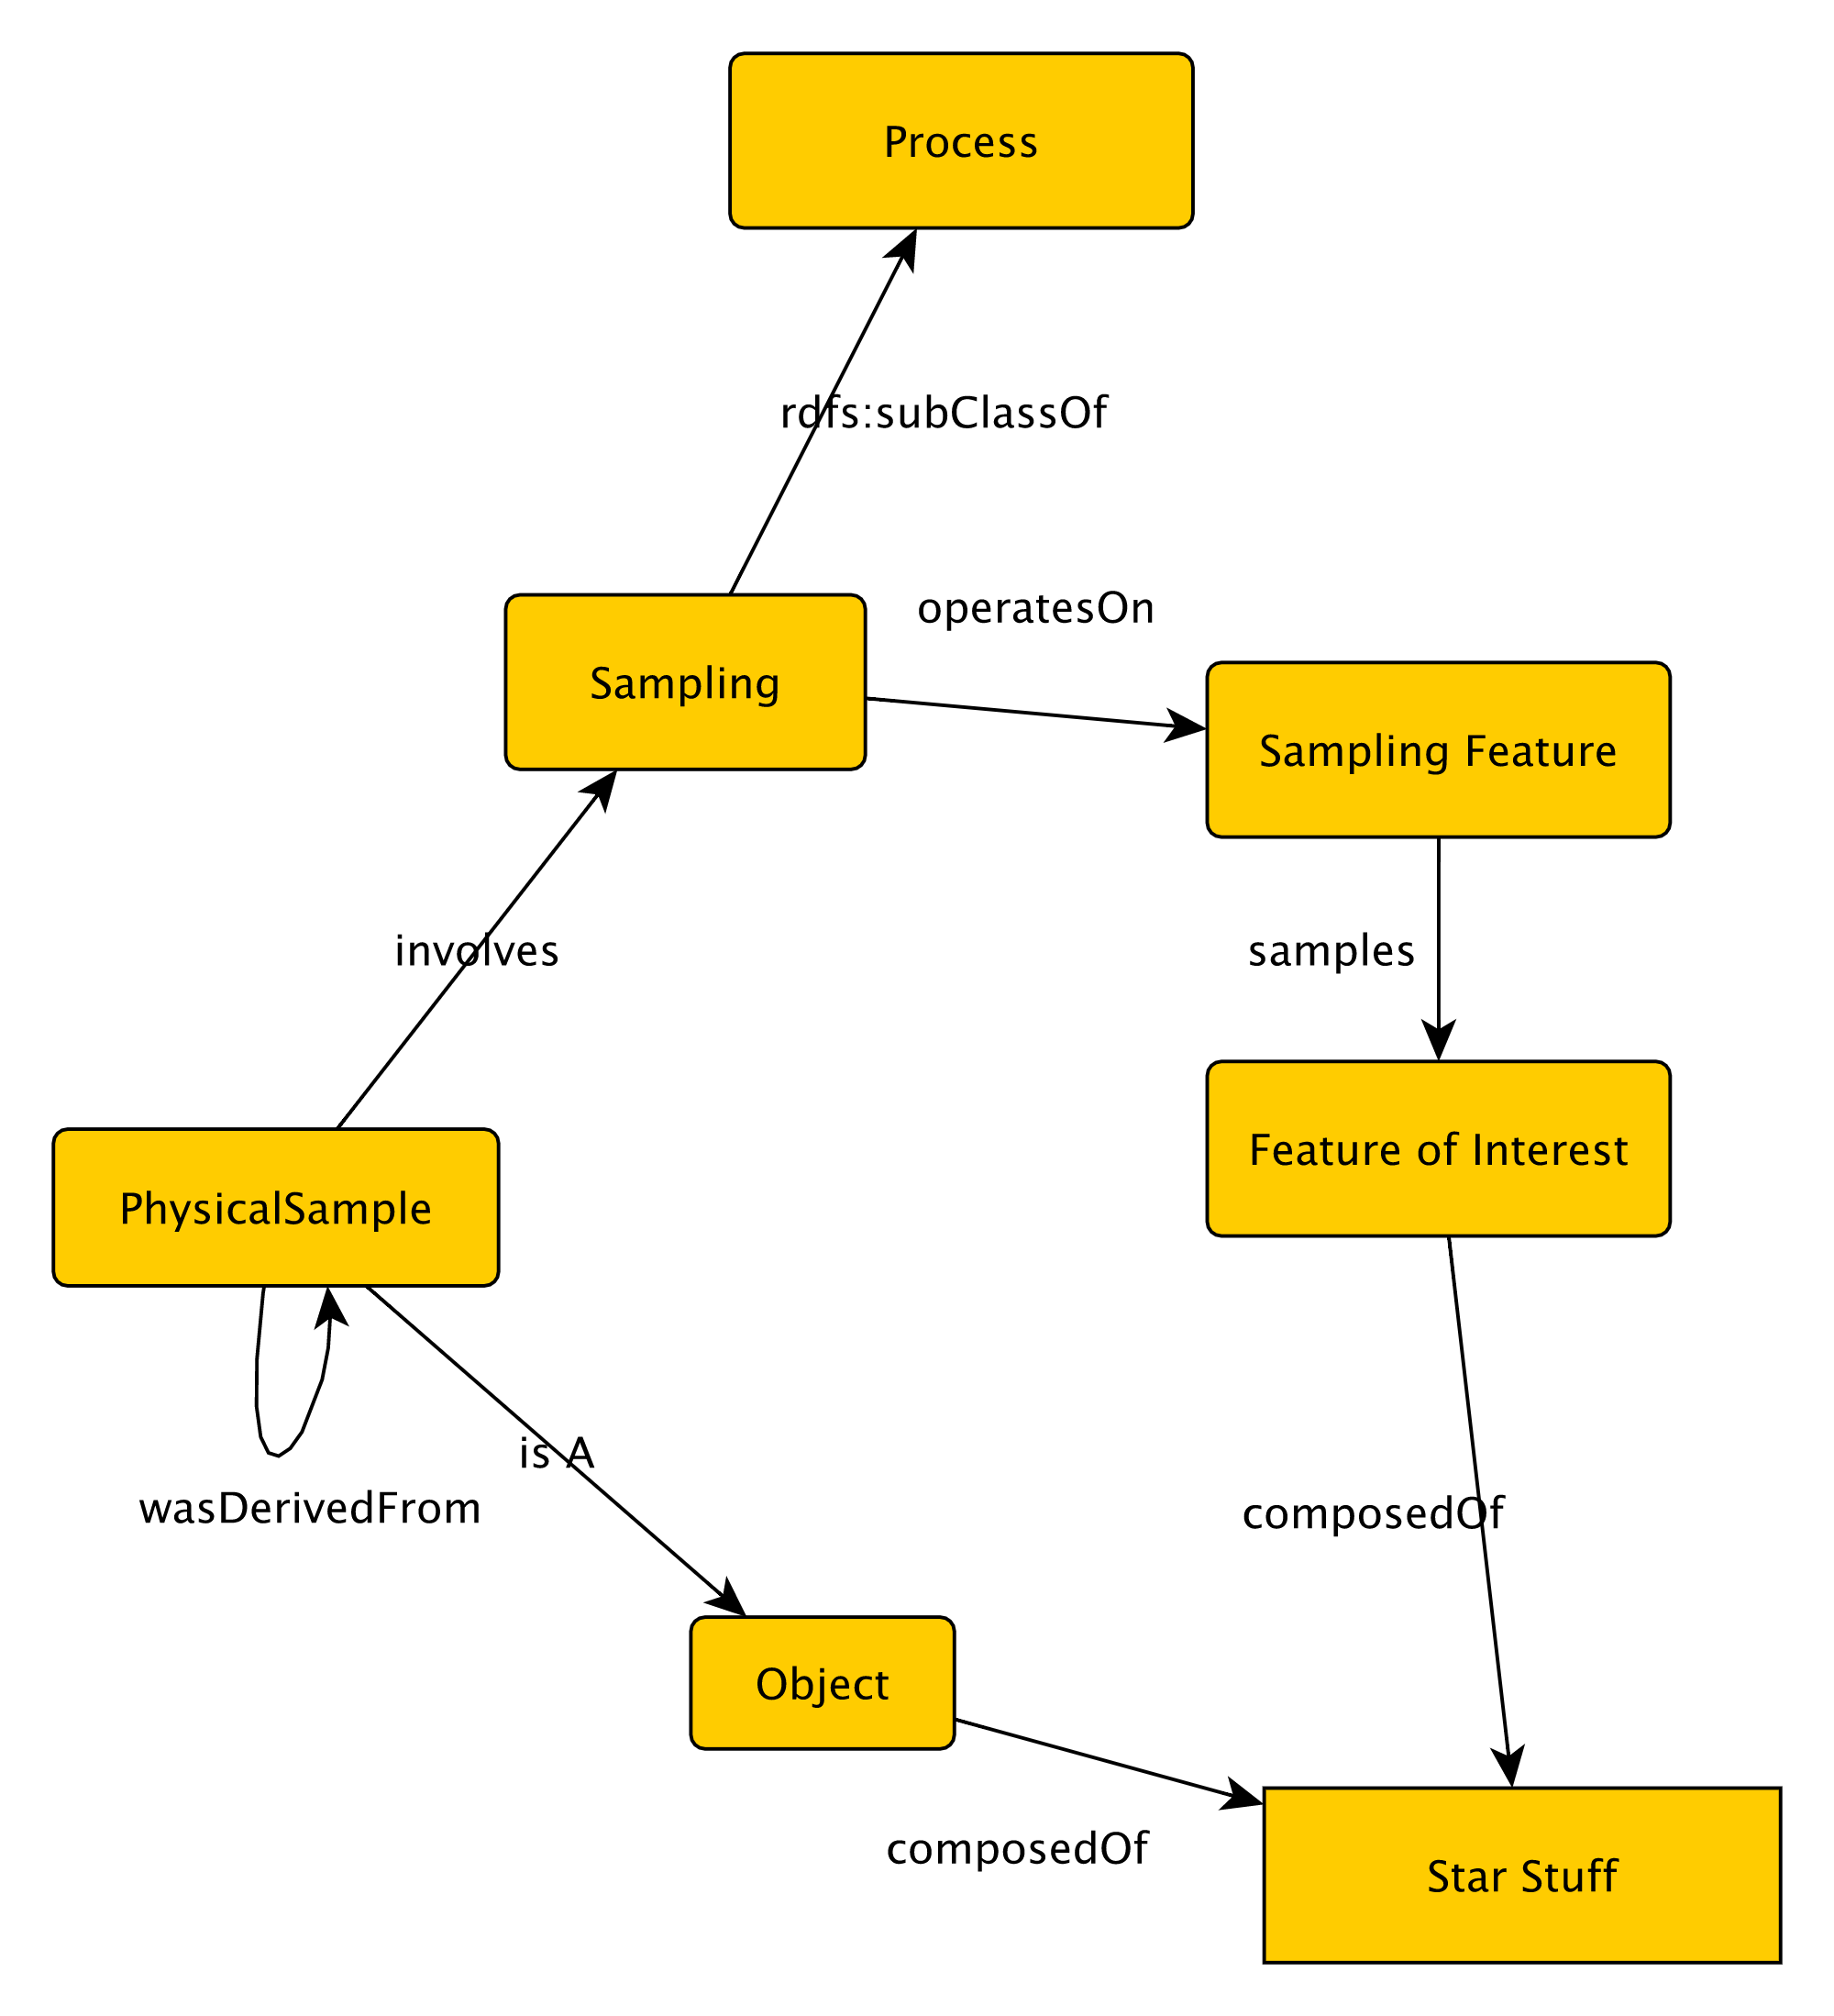 Process
rdfs:subClassOf
operatesOn
Sampling
Sampling Feature
involves
samples
Feature of Interest
PhysicalSample
is A
wasDerivedFrom
composedOf
Object
composedOf
Star Stuff